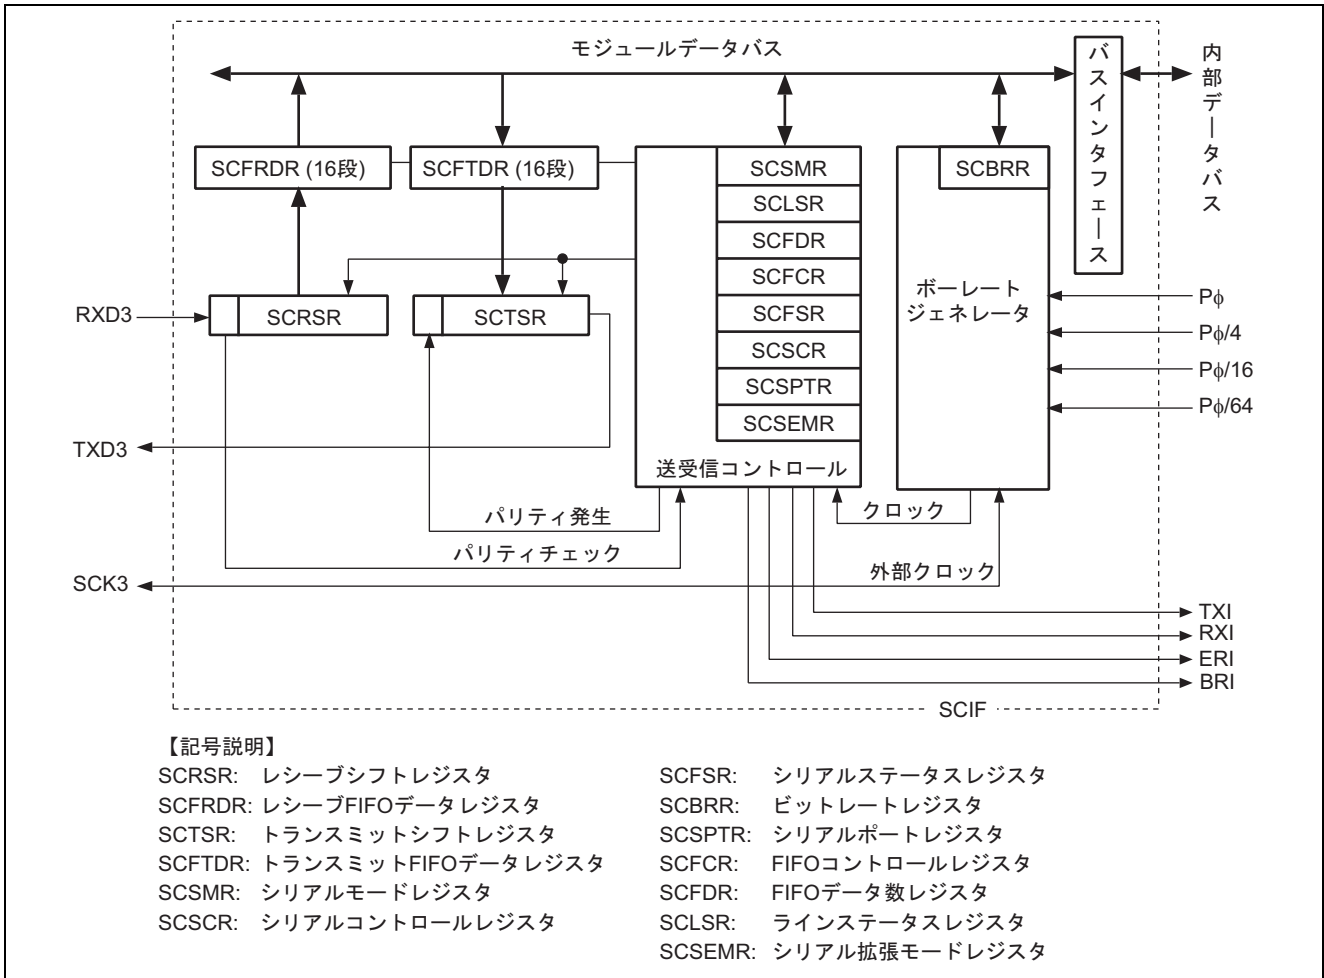 モジュールデータバス
バスインタフェース
内部データバス
SCFRDR (16段)
SCFTDR (16段)
SCSMR
SCBRR
SCLSR
SCFDR
SCFCR
SCFSR
SCSCR
SCSPTR
SCSEMR
送受信コントロール
ボーレート
ジェネレータ
Pφ
Pφ/4
Pφ/16
Pφ/64
RXD3
SCRSR
SCTSR
TXD3
パリティ発生
クロック
パリティチェック
外部クロック
SCK3
TXI
RXI
ERI
BRI
SCIF
【記号説明】
SCRSR: レシーブシフトレジスタ
SCFRDR: レシーブFIFOデータレジスタ
SCTSR: トランスミットシフトレジスタ
SCFTDR: トランスミットFIFOデータレジスタ
SCSMR: シリアルモードレジスタ
SCSCR: シリアルコントロールレジスタ
SCFSR: シリアルステータスレジスタ
SCBRR: ビットレートレジスタ
SCSPTR: シリアルポートレジスタ
SCFCR: FIFOコントロールレジスタ
SCFDR: FIFOデータ数レジスタ
SCLSR: ラインステータスレジスタ
SCSEMR: シリアル拡張モードレジスタ